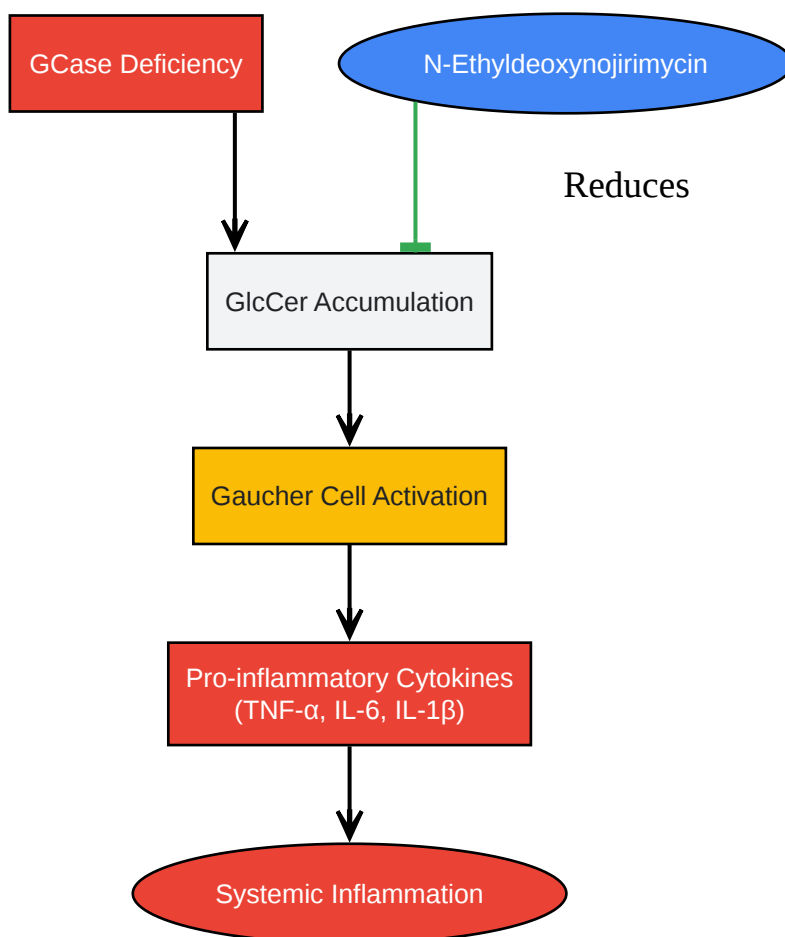 GCase Deficiency
N-Ethyldeoxynojirimycin
Reduces
GlcCer Accumulation
Gaucher Cell Activation
Pro-inflammatory Cytokines
(TNF-α, IL-6, IL-1β)
Systemic Inflammation